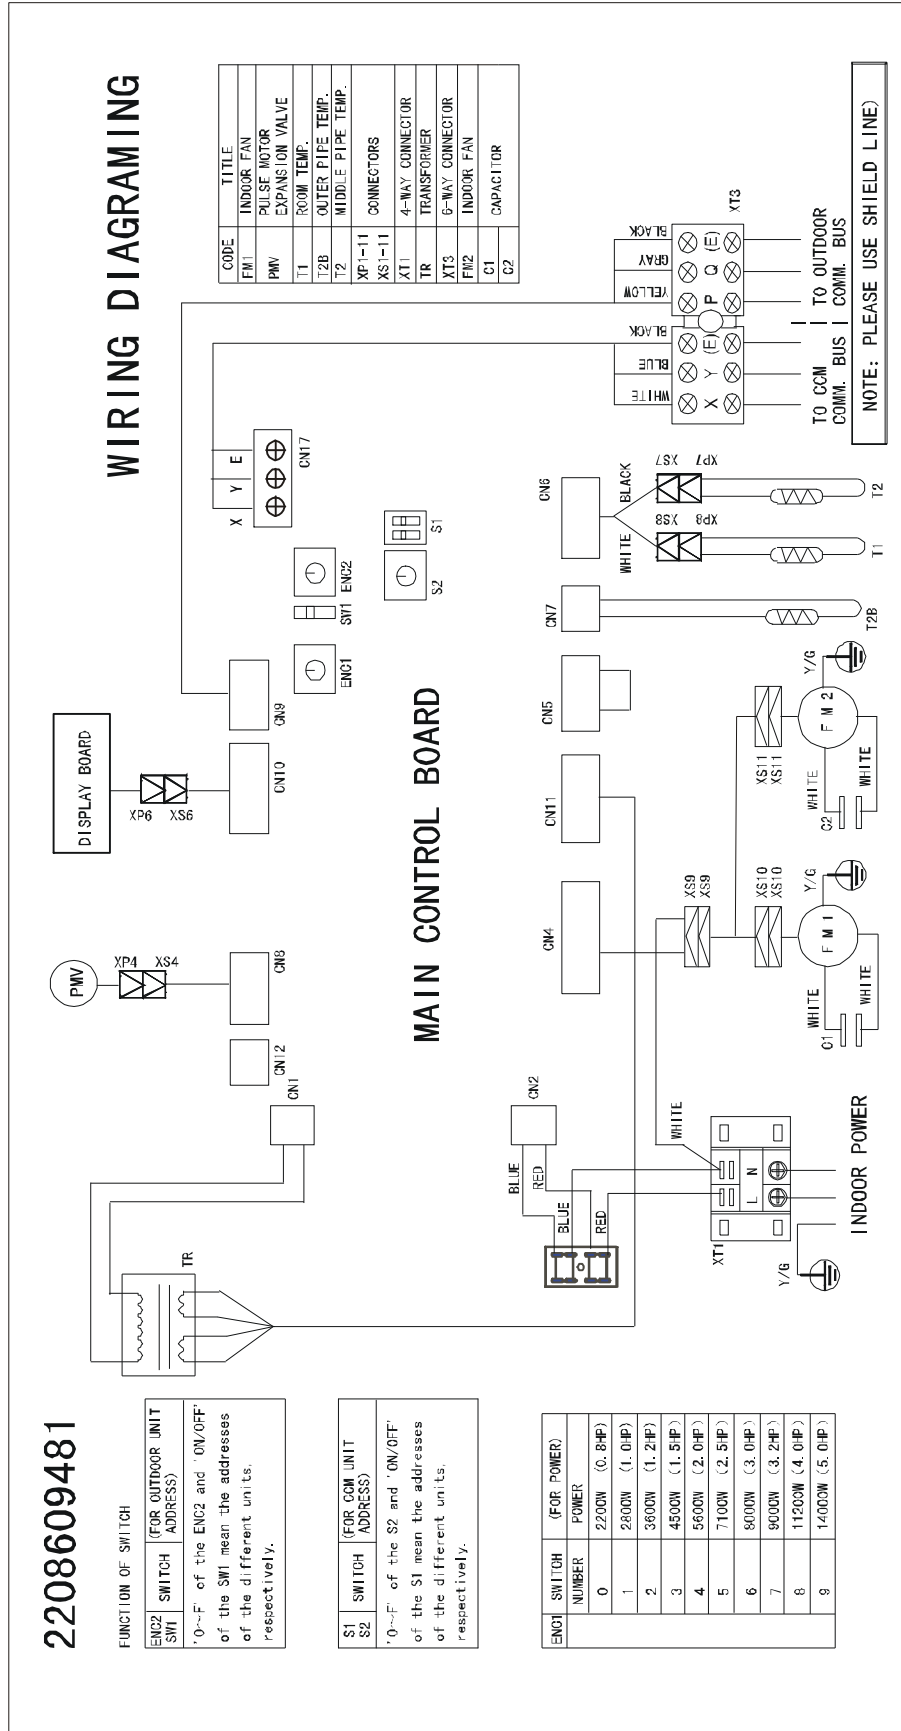 2208609481
WIRING DIAGRAMING
FUNCTION OF SWITCH
ENC2
SW1
SWITCH
(FOR OUTDOOR UNIT
ADDRESS)
'0~F' of the ENC2 and 'ON/OFF'
of the SW1 mean the addresses
of the different units,
respectively.
S1
S2
SWITCH
(FOR CCM UNIT
ADDRESS)
'0~F' of the S2 and 'ON/OFF'
of the S1 mean the addresses
of the different units,
respectively.
ENC1 SWITCH (FOR POWER)
NUMBER POWER
0 2200W (0.8HP)
1 2800W (1.0HP)
2 3600W (1.2HP)
3 4500W (1.5HP)
4 5600W (2.0HP)
5 7100W (2.5HP)
6 8000W (3.0HP)
7 9000W (3.2HP)
8 11200W (4.0HP)
9 14000W (5.0HP)
TR
CN1
CN12
PMV
XP4 XS4
CN8
DISPLAY BOARD
XP6 XS6
CN10
CN9
ENC1
SW1
ENC2
S2
S1
X Y E
CN17
CODE TITLE
FM1 INDOOR FAN
PMV PULSE MOTOR
EXPANSION VALVE
T1 ROOM TEMP.
T2B OUTER PIPE TEMP.
T2 MIDDLE PIPE TEMP.
XP1-11 CONNECTORS
XS1-11
XT1 4-WAY CONNECTOR
TR TRANSFORMER
XT3 6-WAY CONNECTOR
FM2 INDOOR FAN
C1 CAPACITOR
C2
MAIN CONTROL BOARD
CN2
BLUE
RED
BLUE
RED
WHITE
XT1
L N
Y/G
INDOOR POWER
CN4
CN11
CN5
CN7
CN6
XS9
XS9
XS10
XS10
XS11
XS11
FM1
Y/G
WHITE
WHITE
C1
FM2
Y/G
WHITE
WHITE
C2
T2B
WHITE
BLACK
XS8 XP8
XS7 XP7
T1
T2
WHITE
BLUE
BLACK
YELLOW
GRAY
BLACK
X Y (E) P Q (E)
XT3
TO CCM
COMM. BUS
TO OUTDOOR
COMM. BUS
NOTE: PLEASE USE SHIELD LINE)